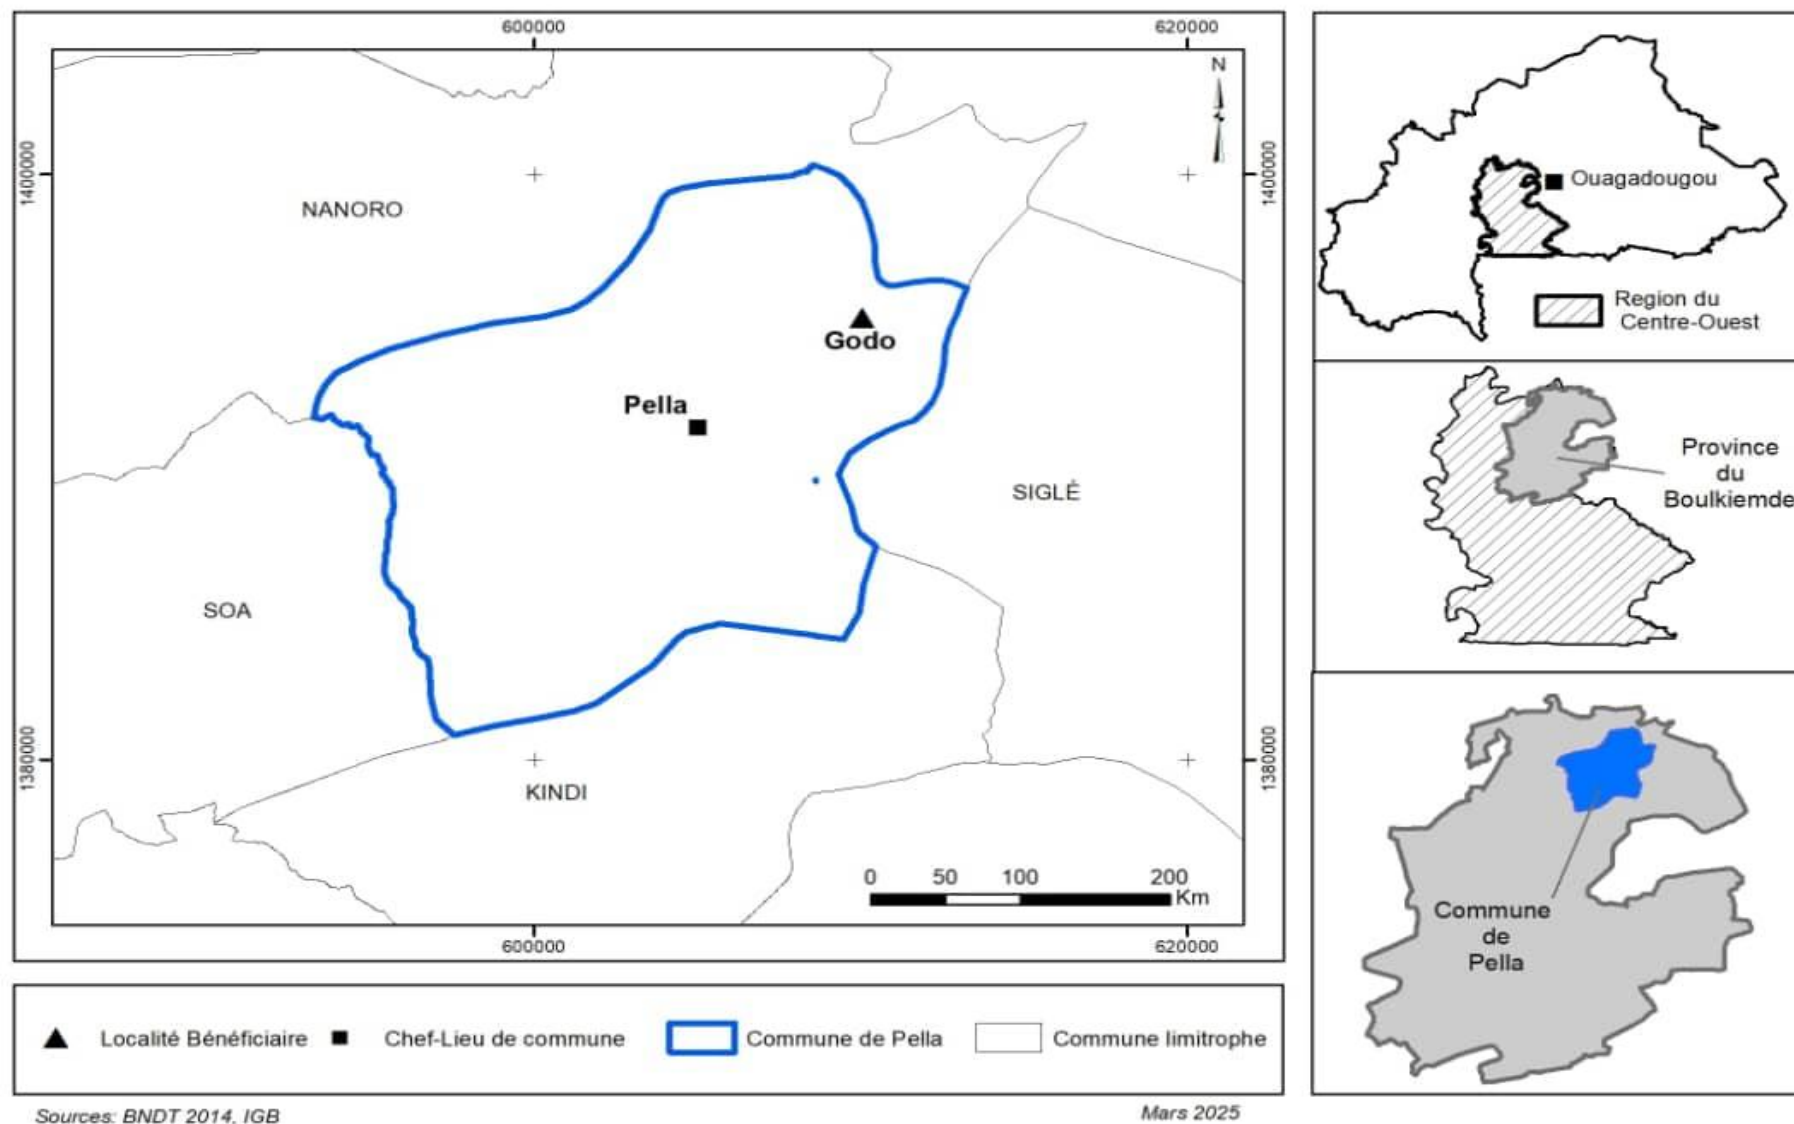 600000
620000
N
1400000
1400000
NANORO
Godo
Pella
SIGLÉ
SOA
1380000
1380000
KINDI
0 50 100 200
Km
600000
620000
Localité Bénéficiaire
Chef-Lieu de commune
Commune de Pella
Commune limitrophe
Sources: BNDT 2014, IGB
Mars 2025
Ouagadougou
Region du
Centre-Ouest
Province
du
Boulkiemde
Commune
de
Pella